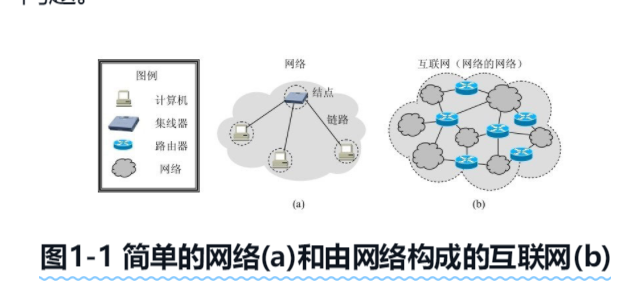 问题。
图例
计算机
集线器
路由器
网络
网络
结点
链路
(a)
互联网（网络的网络）
(b)
图1-1 简单的网络(a)和由网络构成的互联网(b)